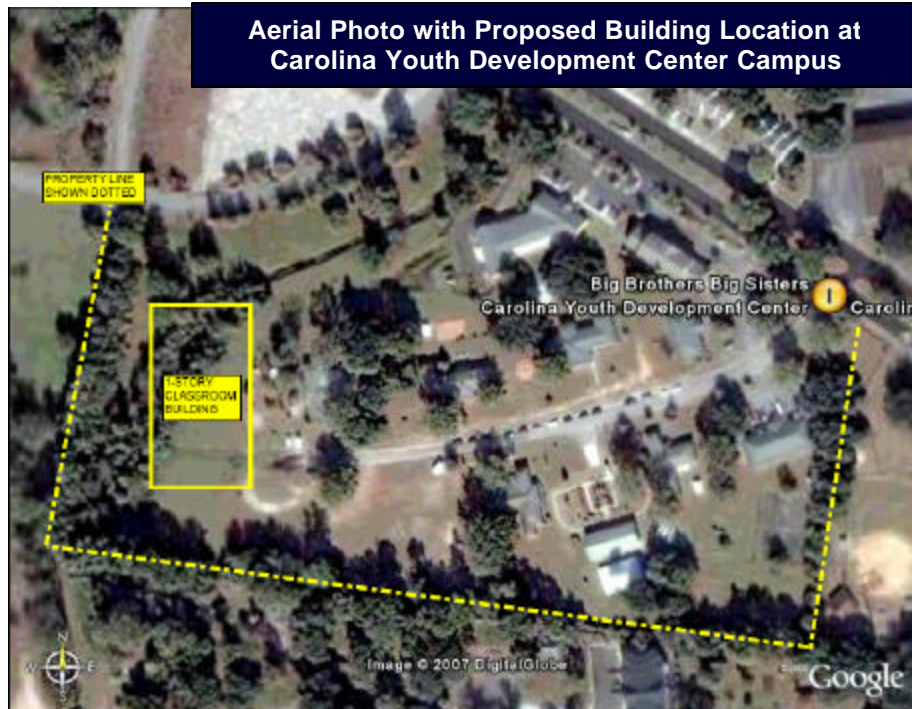 Aerial Photo with Proposed Building Location at
Carolina Youth Development Center Campus
PROPERTY LINE
SHOWN DOTTED
Big Brothers Big Sisters
Carolina Youth Development Center
Carolin
1-STORY
CLASSROOM
BUILDING
N
W
E
S
Image © 2007 DigitalGlobe
Google